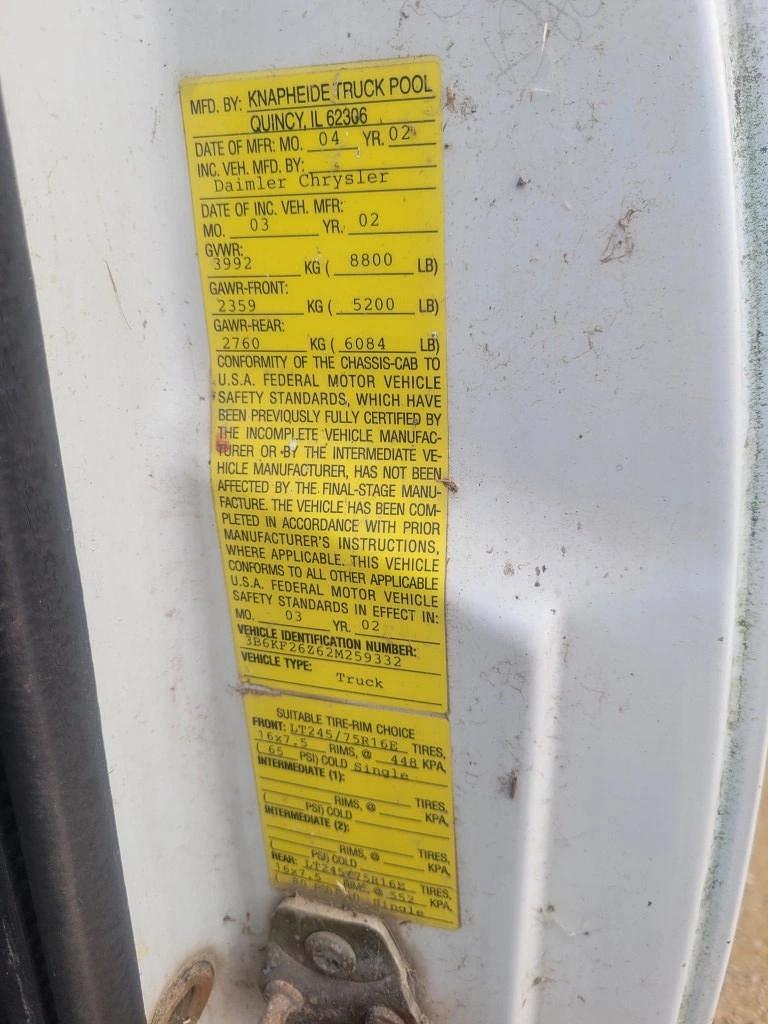 MFD. BY: KNAPHEIDE TRUCK POOL
QUINCY, IL 62306
DATE OF MFR: MO. 04 YR. 02
INC. VEH. MFD. BY:
Daimler Chrysler
DATE OF INC. VEH. MFR:
MO. 03 YR. 02
GVWR:
3992 KG ( 8800 LB)
GAWR-FRONT:
2359 KG ( 5200 LB)
GAWR-REAR:
2760 KG ( 6084 LB)
CONFORMITY OF THE CHASSIS-CAB TO
U.S.A. FEDERAL MOTOR VEHICLE
SAFETY STANDARDS, WHICH HAVE
BEEN PREVIOUSLY FULLY CERTIFIED BY
THE INCOMPLETE VEHICLE MANUFAC-
TURER OR BY THE INTERMEDIATE VE-
HICLE MANUFACTURER, HAS NOT BEEN
AFFECTED BY THE FINAL-STAGE MANU-
FACTURE. THE VEHICLE HAS BEEN COM-
PLETED IN ACCORDANCE WITH PRIOR
MANUFACTURER'S INSTRUCTIONS,
WHERE APPLICABLE. THIS VEHICLE
CONFORMS TO ALL OTHER APPLICABLE
U.S.A. FEDERAL MOTOR VEHICLE
SAFETY STANDARDS IN EFFECT IN:
MO. 03 YR. 02
VEHICLE IDENTIFICATION NUMBER:
3B6KF26Z62M259332
VEHICLE TYPE:
Truck
SUITABLE TIRE-RIM CHOICE
FRONT: LT245/75R16E TIRES,
16x7.5 RIMS, @ 448 KPA,
( 65 PSI) COLD Single
INTERMEDIATE (1):
TIRES,
RIMS, @ KPA,
( PSI) COLD
INTERMEDIATE (2):
TIRES,
RIMS, @ KPA,
( PSI) COLD
REAR: LT245/75R16E TIRES,
16x7.5 RIMS, @ 552 KPA,
Single